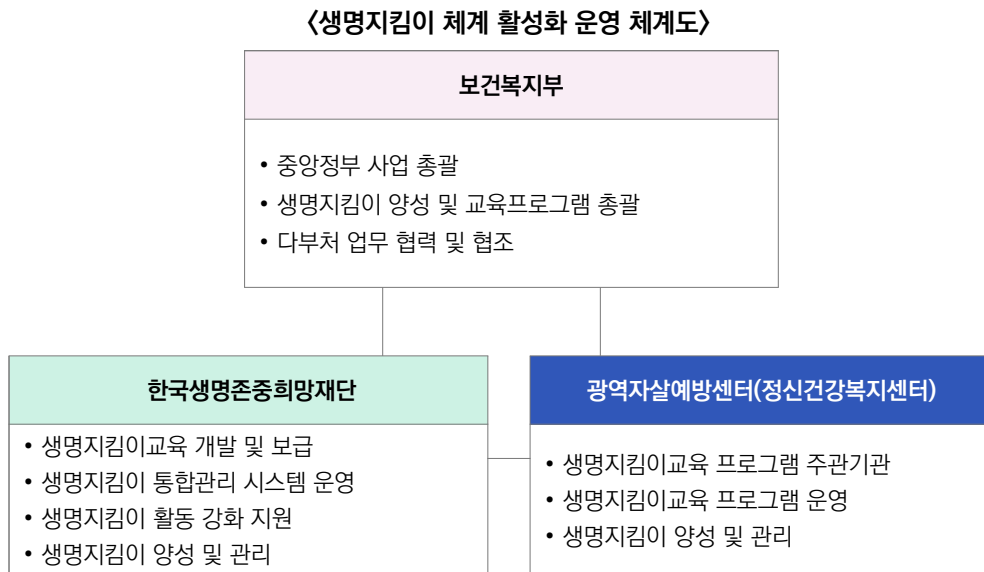 〈생명지킴이 체계 활성화 운영 체계도〉
보건복지부
• 중앙정부 사업 총괄
• 생명지킴이 양성 및 교육프로그램 총괄
• 다부처 업무 협력 및 협조
한국생명존중희망재단
• 생명지킴이교육 개발 및 보급
• 생명지킴이 통합관리 시스템 운영
• 생명지킴이 활동 강화 지원
• 생명지킴이 양성 및 관리
광역자살예방센터(정신건강복지센터)
• 생명지킴이교육 프로그램 주관기관
• 생명지킴이교육 프로그램 운영
• 생명지킴이 양성 및 관리